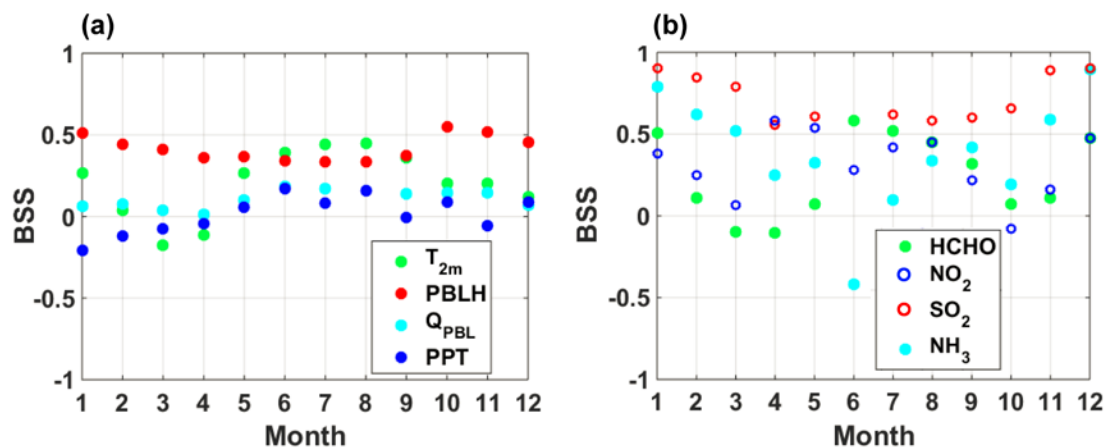 (a)
1
0.5
0
-0.5
-1
BSS
1 2 3 4 5 6 7 8 9 10 11 12
Month
T2m
PBLH
QPBL
PPT
(b)
1
0.5
0
-0.5
-1
BSS
1 2 3 4 5 6 7 8 9 10 11 12
Month
HCHO
NO2
SO2
NH3